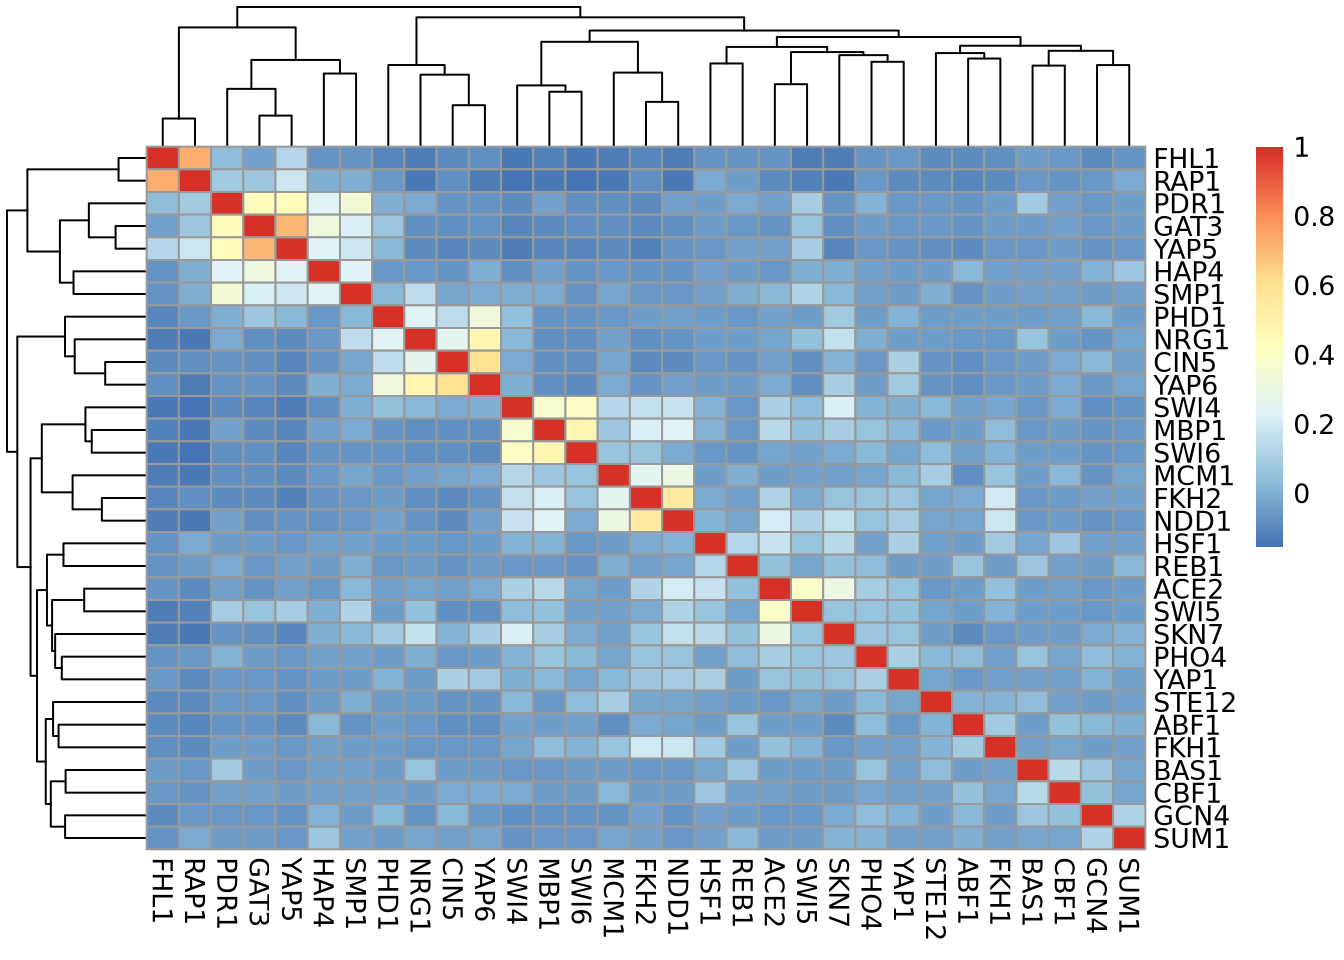 FHL1
RAP1
PDR1
GAT3
YAP5
HAP4
SMP1
PHD1
NRG1
CIN5
YAP6
SWI4
MBP1
SWI6
MCM1
FKH2
NDD1
HSF1
REB1
ACE2
SWI5
SKN7
PHO4
YAP1
STE12
ABF1
FKH1
BAS1
CBF1
GCN4
SUM1
1
0.8
0.6
0.4
0.2
0
FHL1
RAP1
PDR1
GAT3
YAP5
HAP4
SMP1
PHD1
NRG1
CIN5
YAP6
SWI4
MBP1
SWI6
MCM1
FKH2
NDD1
HSF1
REB1
ACE2
SWI5
SKN7
PHO4
YAP1
STE12
ABF1
FKH1
BAS1
CBF1
GCN4
SUM1